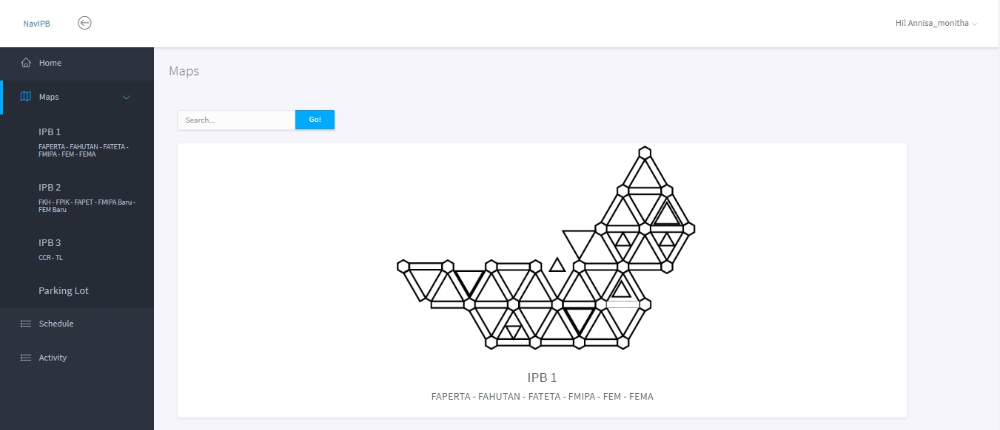 NavIPB
Hi! Annisa_monitha
Home
Maps
IPB 1
FAPERTA - FAHUTAN - FATETA -
FMIPA - FEM - FEMA
IPB 2
FKH - FPIK - FAPET - FMIPA Baru -
FEM Baru
IPB 3
CCR - TL
Parking Lot
Schedule
Activity
Maps
Search...
Go!
IPB 1
FAPERTA - FAHUTAN - FATETA - FMIPA - FEM - FEMA